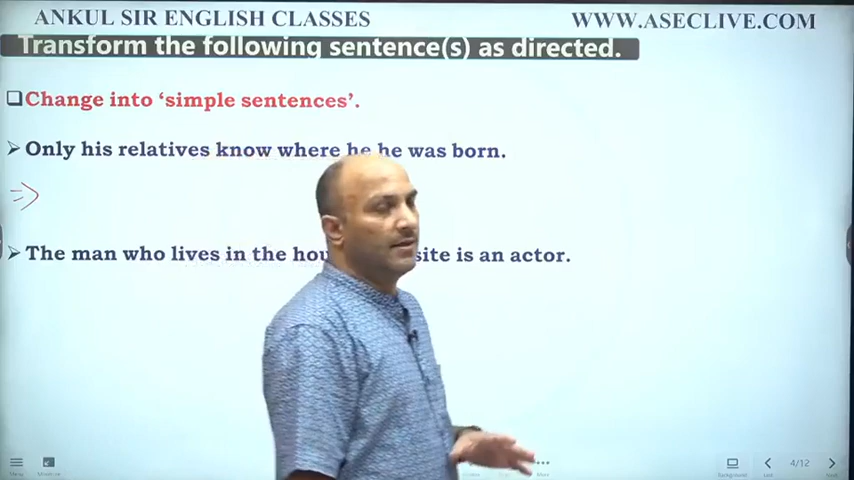 ANKUL SIR ENGLISH CLASSES WWW.ASECLIVE.COM
Transform the following sentence(s) as directed.
Change into ‘simple sentences’.
Only his relatives know where he he was born.
The man who lives in the hou site is an actor.
4/12